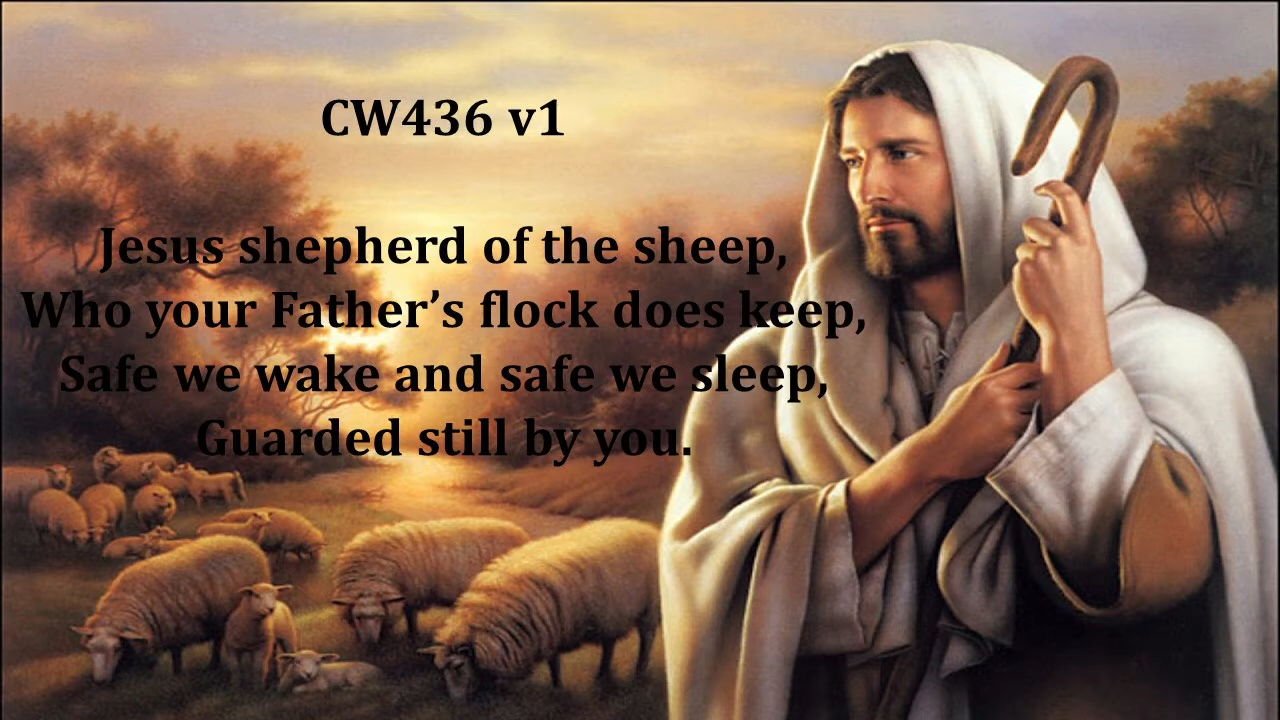 CW436 v1
Jesus shepherd of the sheep,
Who your Father’s flock does keep,
Safe we wake and safe we sleep,
Guarded still by you.